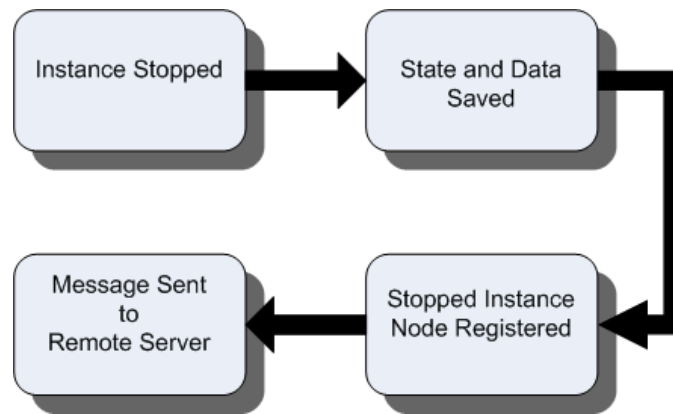 Instance Stopped
State and Data
Saved
Stopped Instance
Node Registered
Message Sent
to
Remote Server